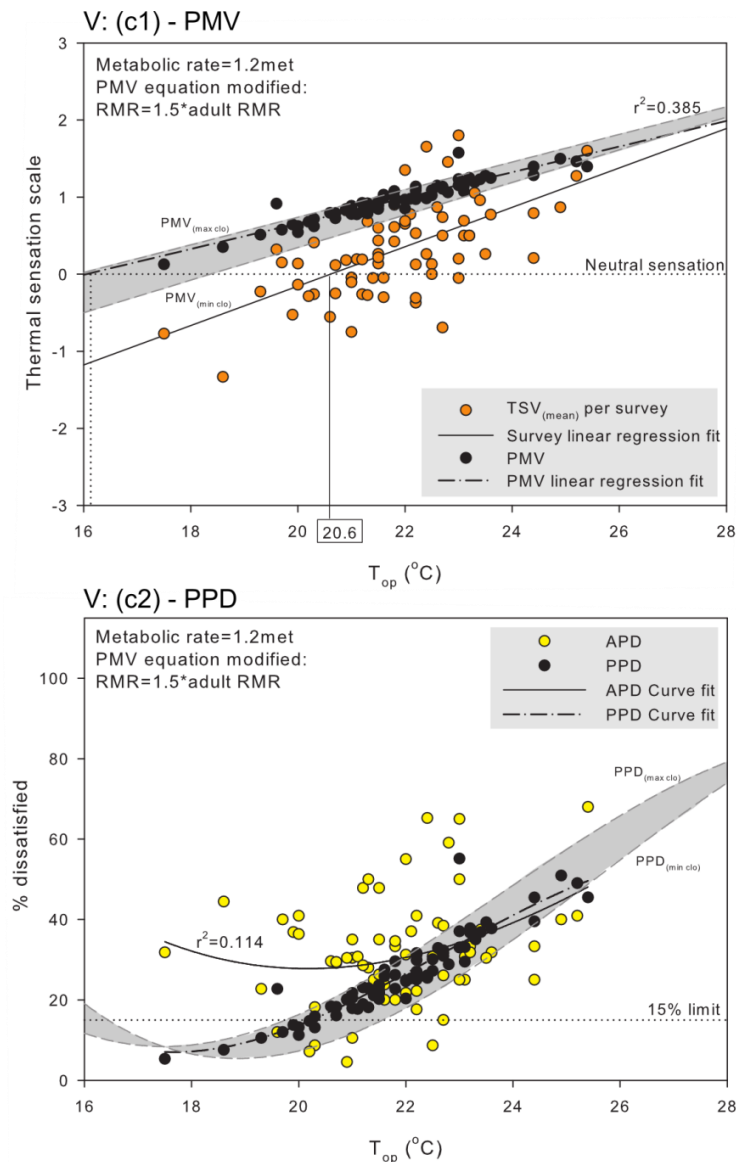 V: (c1) - PMV
3
Metabolic rate=1.2met
PMV equation modified:
RMR=1.5*adult RMR
r²=0.385
2
1
PMV(max clo)
0
Neutral sensation
PMV(min clo)
-1
-2
-3
Thermal sensation scale
TSV(mean) per survey
Survey linear regression fit
PMV
PMV linear regression fit
16 18 20 22 24 26 28
20.6
Top (°C)
V: (c2) - PPD
Metabolic rate=1.2met
PMV equation modified:
RMR=1.5*adult RMR
APD
PPD
APD Curve fit
PPD Curve fit
100
80
60
40
20
0
% dissatisfied
PPD(max clo)
PPD(min clo)
r²=0.114
15% limit
16 18 20 22 24 26 28
Top (°C)